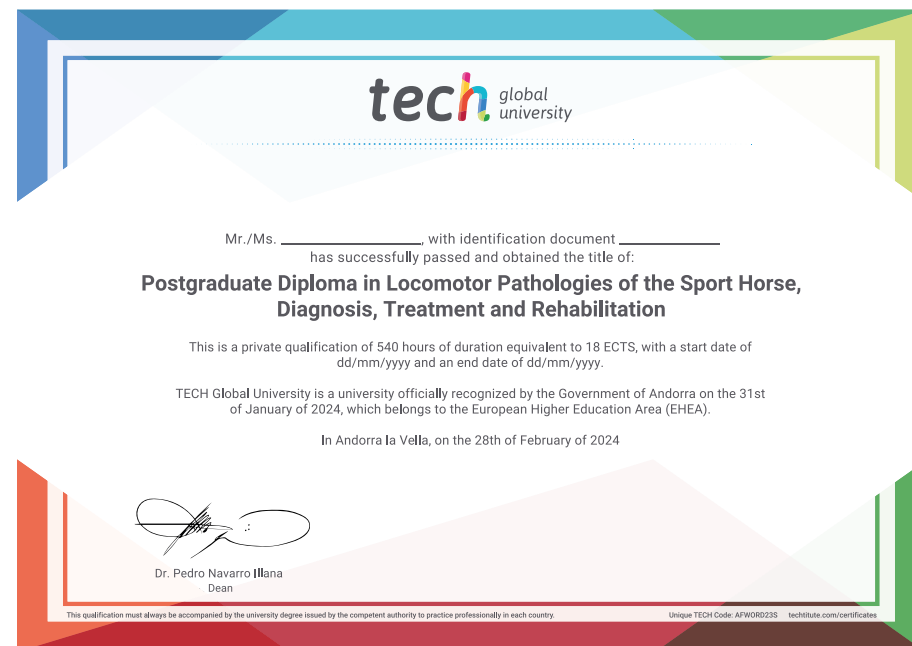 tech global university
Mr./Ms. ____________________, with identification document ______________
has successfully passed and obtained the title of:
Postgraduate Diploma in Locomotor Pathologies of the Sport Horse,
Diagnosis, Treatment and Rehabilitation
This is a private qualification of 540 hours of duration equivalent to 18 ECTS, with a start date of
dd/mm/yyyy and an end date of dd/mm/yyyy.
TECH Global University is a university officially recognized by the Government of Andorra on the 31st
of January of 2024, which belongs to the European Higher Education Area (EHEA).
In Andorra la Vella, on the 28th of February of 2024
Dr. Pedro Navarro Illana
Dean
This qualification must always be accompanied by the university degree issued by the competent authority to practice professionally in each country.
Unique TECH Code: AFWORD23S techtitute.com/certificates